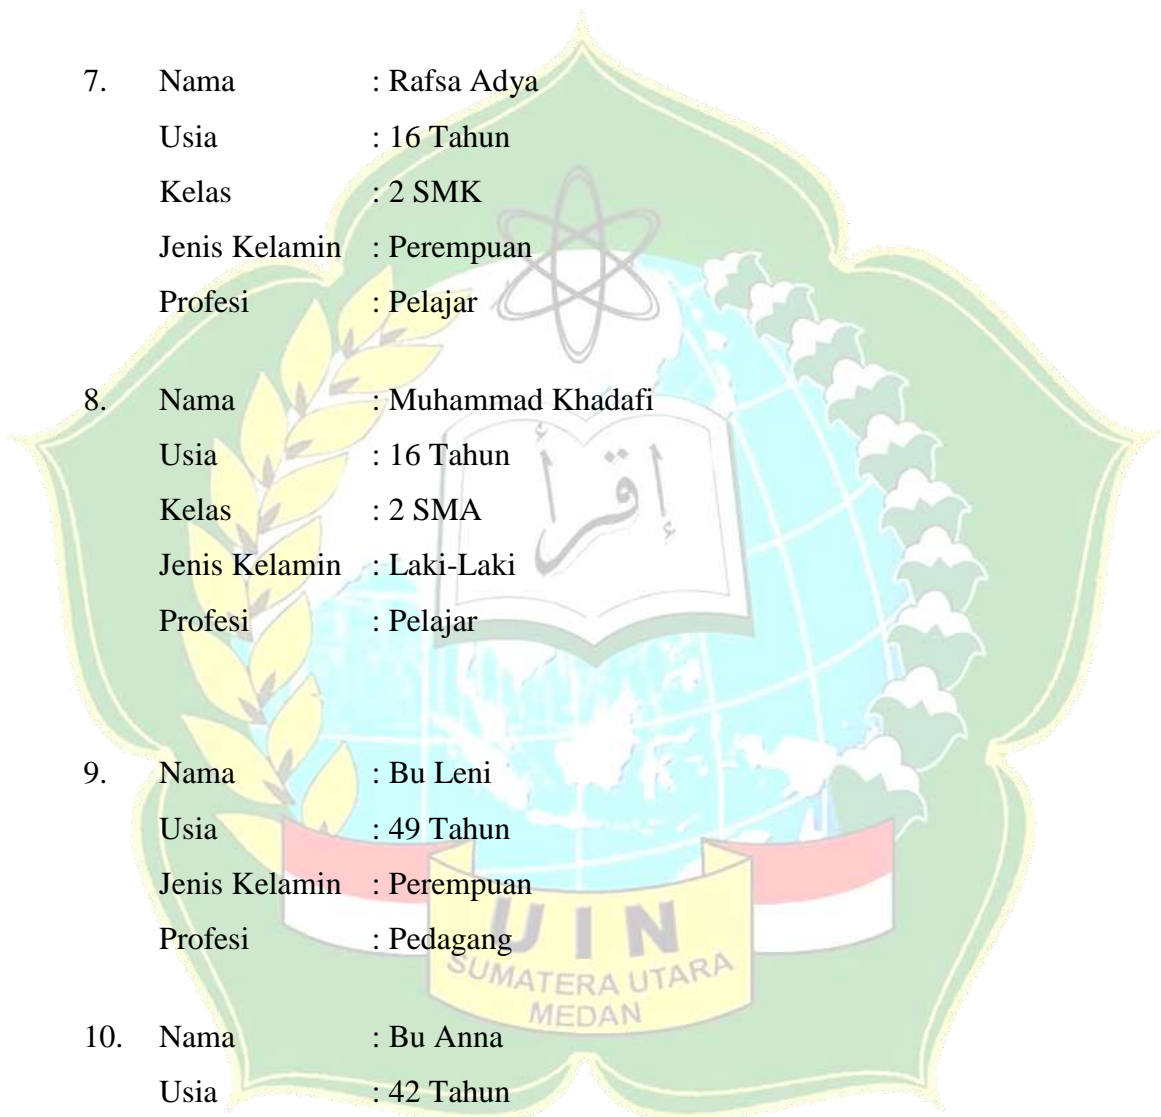 7. Nama : Rafsa Adya
Usia : 16 Tahun
Kelas : 2 SMK
Jenis Kelamin : Perempuan
Profesi : Pelajar
8. Nama : Muhammad Khadafi
Usia : 16 Tahun
Kelas : 2 SMA
Jenis Kelamin : Laki-Laki
Profesi : Pelajar
إقرأ
9. Nama : Bu Leni
Usia : 49 Tahun
Jenis Kelamin : Perempuan
Profesi : Pedagang
UIN
SUMATERA UTARA
MEDAN
10. Nama : Bu Anna
Usia : 42 Tahun